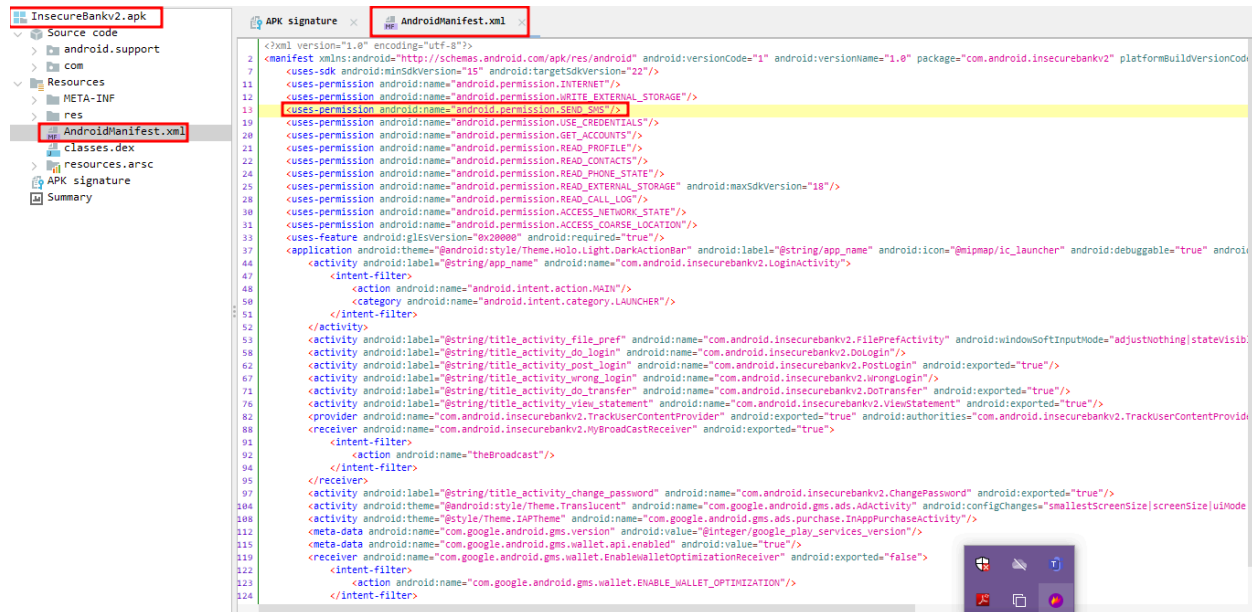 InsecureBankv2.apk
Source code
android.support
com
Resources
META-INF
res
AndroidManifest.xml
classes.dex
resources.arsc
APK signature
Summary
APK signature × AndroidManifest.xml ×
<?xml version="1.0" encoding="utf-8"?>
2 <manifest xmlns:android="http://schemas.android.com/apk/res/android" android:versionCode="1" android:versionName="1.0" package="com.android.insecurebankv2" platformBuildVersionCod
7 <uses-sdk android:minSdkVersion="15" android:targetSdkVersion="22"/>
11 <uses-permission android:name="android.permission.INTERNET"/>
12 <uses-permission android:name="android.permission.WRITE_EXTERNAL_STORAGE"/>
13 <uses-permission android:name="android.permission.SEND_SMS"/>
19 <uses-permission android:name="android.permission.USE_CREDENTIALS"/>
20 <uses-permission android:name="android.permission.GET_ACCOUNTS"/>
21 <uses-permission android:name="android.permission.READ_PROFILE"/>
22 <uses-permission android:name="android.permission.READ_CONTACTS"/>
24 <uses-permission android:name="android.permission.READ_PHONE_STATE"/>
25 <uses-permission android:name="android.permission.READ_EXTERNAL_STORAGE" android:maxSdkVersion="18"/>
28 <uses-permission android:name="android.permission.READ_CALL_LOG"/>
30 <uses-permission android:name="android.permission.ACCESS_NETWORK_STATE"/>
31 <uses-permission android:name="android.permission.ACCESS_COARSE_LOCATION"/>
33 <uses-feature android:glEsVersion="0x20000" android:required="true"/>
37 <application android:theme="@android:style/Theme.Holo.Light.DarkActionBar" android:label="@string/app_name" android:icon="@mipmap/ic_launcher" android:debuggable="true" androi
44 <activity android:label="@string/app_name" android:name="com.android.insecurebankv2.LoginActivity">
47 <intent-filter>
48 <action android:name="android.intent.action.MAIN"/>
50 <category android:name="android.intent.category.LAUNCHER"/>
51 </intent-filter>
52 </activity>
53 <activity android:label="@string/title_activity_file_pref" android:name="com.android.insecurebankv2.FilePrefActivity" android:windowSoftInputMode="adjustNothing|stateVisib
58 <activity android:label="@string/title_activity_do_login" android:name="com.android.insecurebankv2.DoLogin"/>
62 <activity android:label="@string/title_activity_post_login" android:name="com.android.insecurebankv2.PostLogin" android:exported="true"/>
67 <activity android:label="@string/title_activity_wrong_login" android:name="com.android.insecurebankv2.WrongLogin"/>
71 <activity android:label="@string/title_activity_do_transfer" android:name="com.android.insecurebankv2.DoTransfer" android:exported="true"/>
76 <activity android:label="@string/title_activity_view_statement" android:name="com.android.insecurebankv2.ViewStatement" android:exported="true"/>
82 <provider android:name="com.android.insecurebankv2.TrackUserContentProvider" android:exported="true" android:authorities="com.android.insecurebankv2.TrackUserContentProvide
88 <receiver android:name="com.android.insecurebankv2.MyBroadCastReceiver" android:exported="true">
91 <intent-filter>
92 <action android:name="theBroadcast"/>
94 </intent-filter>
95 </receiver>
97 <activity android:label="@string/title_activity_change_password" android:name="com.android.insecurebankv2.ChangePassword" android:exported="true"/>
104 <activity android:theme="@android:style/Theme.Translucent" android:name="com.google.android.gms.ads.AdActivity" android:configChanges="smallestScreenSize|screenSize|uiMode
108 <activity android:theme="@style/Theme.IAPTheme" android:name="com.google.android.gms.ads.purchase.InAppPurchaseActivity"/>
112 <meta-data android:name="com.google.android.gms.version" android:value="@integer/google_play_services_version"/>
115 <meta-data android:name="com.google.android.gms.wallet.api.enabled" android:value="true"/>
119 <receiver android:name="com.google.android.gms.wallet.EnableWalletOptimizationReceiver" android:exported="false">
122 <intent-filter>
123 <action android:name="com.google.android.gms.wallet.ENABLE_WALLET_OPTIMIZATION"/>
124 </intent-filter>